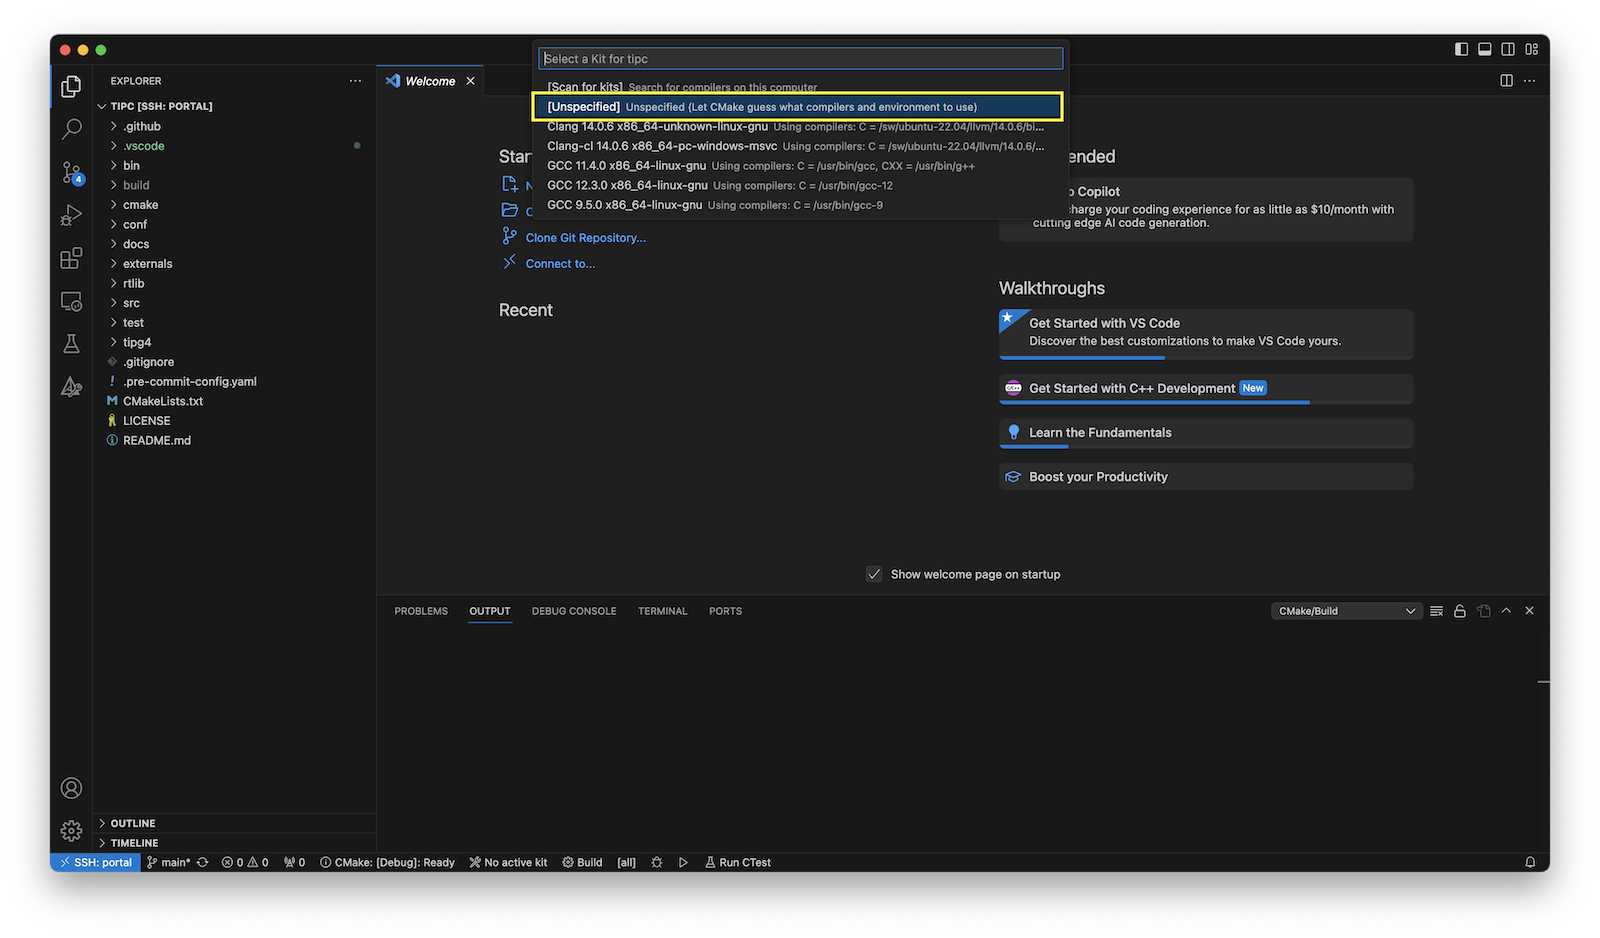 Select a Kit for tipc
[Scan for kits] Search for compilers on this computer
[Unspecified] Unspecified (Let CMake guess what compilers and environment to use)
Clang 14.0.6 x86_64-unknown-linux-gnu Using compilers: C = /sw/ubuntu-22.04/llvm/14.0.6/bi...
Clang-cl 14.0.6 x86_64-pc-windows-msvc Using compilers: C = /sw/ubuntu-22.04/llvm/14.0.6/...
GCC 11.4.0 x86_64-linux-gnu Using compilers: C = /usr/bin/gcc, CXX = /usr/bin/g++
GCC 12.3.0 x86_64-linux-gnu Using compilers: C = /usr/bin/gcc-12
GCC 9.5.0 x86_64-linux-gnu Using compilers: C = /usr/bin/gcc-9
EXPLORER
TIPC [SSH: PORTAL]
.github
.vscode
bin
build
cmake
conf
docs
externals
rtlib
src
test
tipg4
.gitignore
.pre-commit-config.yaml
CMakeLists.txt
LICENSE
README.md
OUTLINE
TIMELINE
4
Welcome
Star
N
Clone Git Repository...
Connect to...
Recent
ended
Copilot
charge your coding experience for as little as $10/month with
cutting edge AI code generation.
Walkthroughs
Get Started with VS Code
Discover the best customizations to make VS Code yours.
Get Started with C++ Development New
Learn the Fundamentals
Boost your Productivity
Show welcome page on startup
PROBLEMS OUTPUT DEBUG CONSOLE TERMINAL PORTS
CMake/Build
SSH: portal main* 0 0 0 CMake: [Debug]: Ready No active kit Build [all] Run CTest